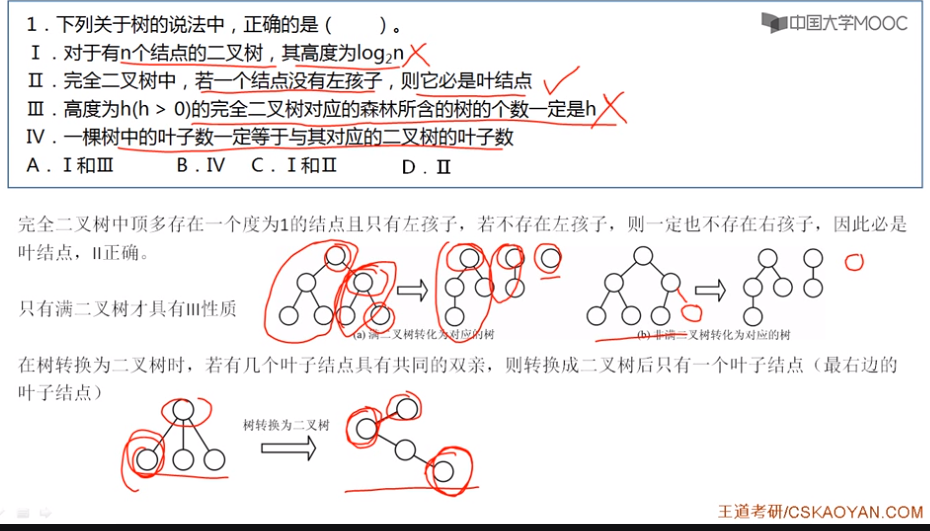 中国大学MOOC
1．下列关于树的说法中，正确的是（　　）。
Ⅰ．对于有n个结点的二叉树，其高度为log₂n
Ⅱ．完全二叉树中，若一个结点没有左孩子，则它必是叶结点
Ⅲ．高度为h(h > 0)的完全二叉树对应的森林所含的树的个数一定是h
Ⅳ．一棵树中的叶子数一定等于与其对应的二叉树的叶子数
A．Ⅰ和Ⅲ　　B．Ⅳ　C．Ⅰ和Ⅱ　　D．Ⅱ
完全二叉树中顶多存在一个度为1的结点且只有左孩子，若不存在左孩子，则一定也不存在右孩子，因此必是
叶结点，II正确。
只有满二叉树才具有III性质
(a) 满二叉树转化为对应的树
(b) 非满二叉树转化为对应的树
在树转换为二叉树时，若有几个叶子结点具有共同的双亲，则转换成二叉树后只有一个叶子结点（最右边的
叶子结点）
树转换为二叉树
王道考研/CSKAOYAN.COM